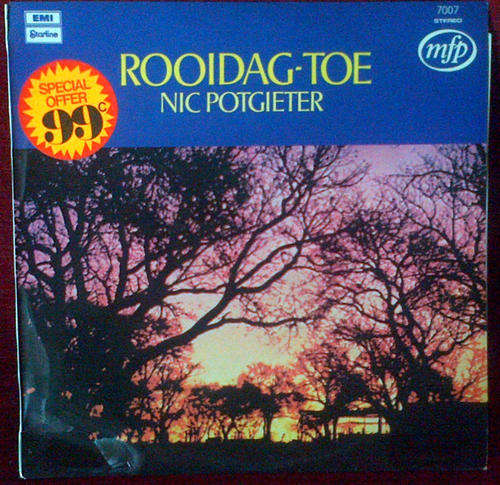 EMI
Starline
7007
STEREO
mfp
ROOIDAG-TOE
NIC POTGIETER
SPECIAL
OFFER
99c